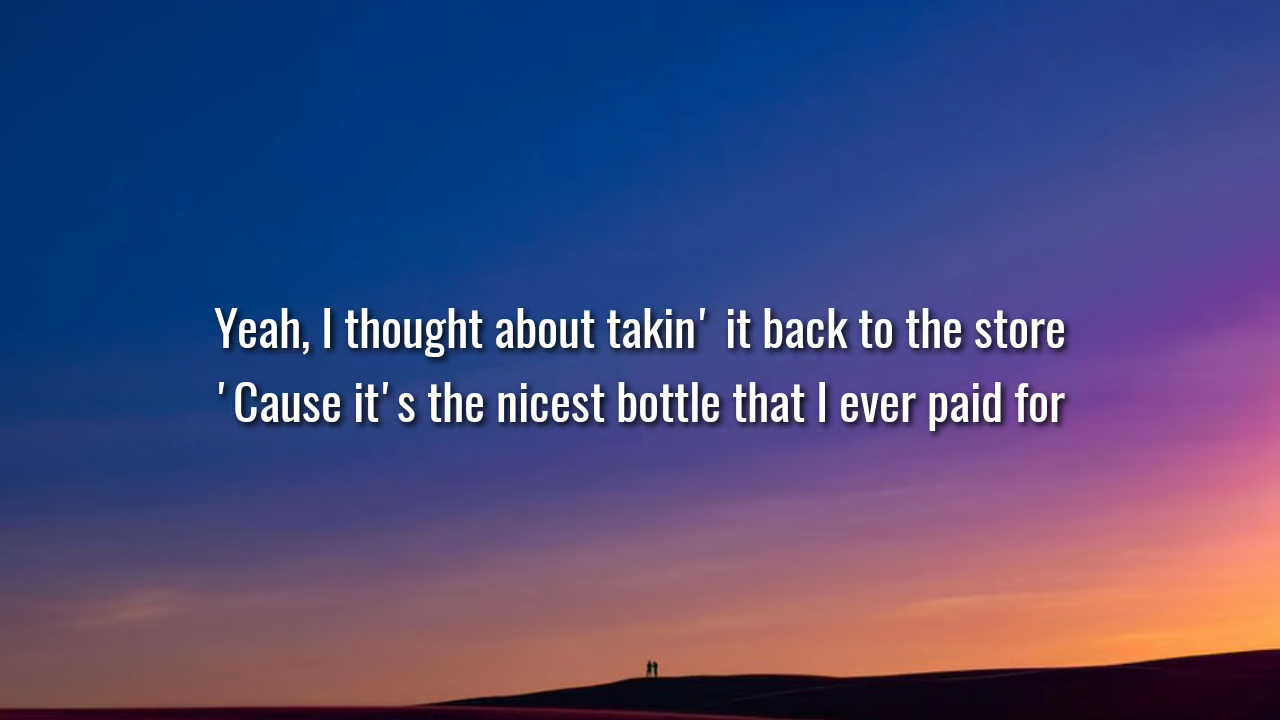 Yeah, I thought about takin' it back to the store
'Cause it's the nicest bottle that I ever paid for